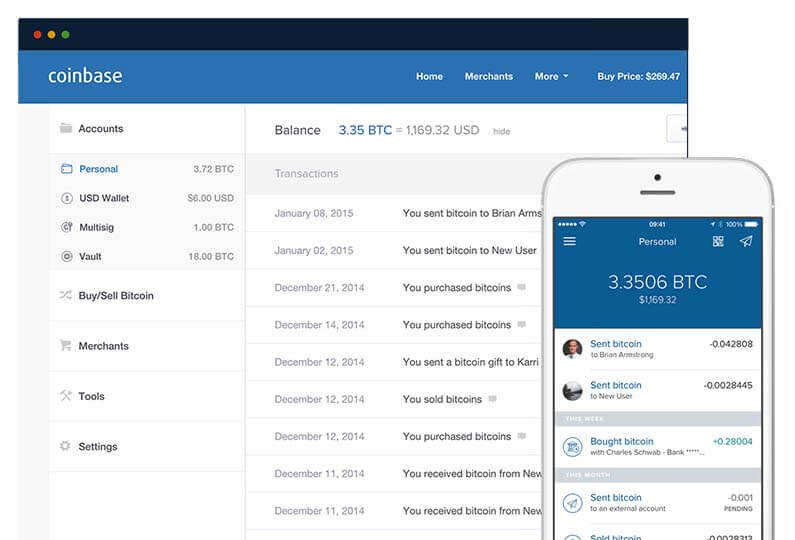 coinbase
Home Merchants More Buy Price: $269.47
Accounts
Personal 3.72 BTC
USD Wallet $6.00 USD
Multisig 1.00 BTC
Vault 18.00 BTC
Buy/Sell Bitcoin
Merchants
Tools
Settings
Balance 3.35 BTC = 1,169.32 USD hide
Transactions
January 08, 2015 You sent bitcoin to Brian Arms
January 02, 2015 You sent bitcoin to New User
December 21, 2014 You purchased bitcoins
December 14, 2014 You purchased bitcoins
December 12, 2014 You sent a bitcoin gift to Karri
December 12, 2014 You sold bitcoins
December 12, 2014 You purchased bitcoins
December 11, 2014 You received bitcoin from New
December 11, 2014 You received bitcoin from New
09:41 100%
Personal
3.3506 BTC
$1,169.32
Sent bitcoin -0.042808
to Brian Armstrong
Sent bitcoin -0.0028445
to New User
THIS WEEK
Bought bitcoin +0.28004
with Charles Schwab - Bank *****...
THIS MONTH
Sent bitcoin -0.001
to an external account PENDING
Sold bitcoin -0.0028313